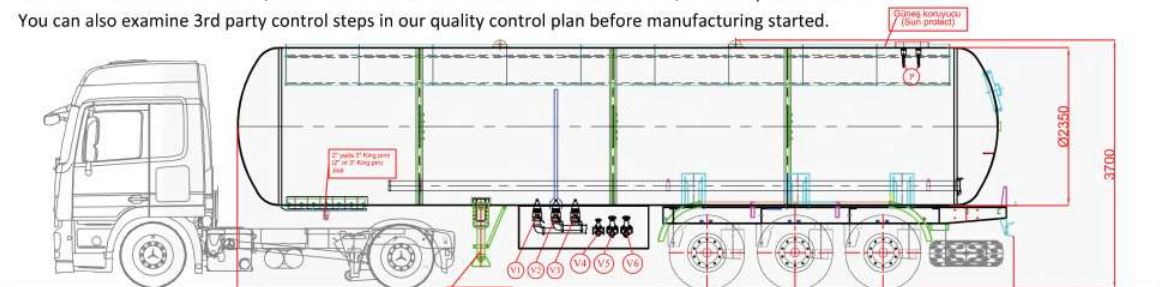 You can also examine 3rd party control steps in our quality control plan before manufacturing started.
Güneş koruyucu
(Sun protect)
P
2" yada 3" King pimi
(2" or 3" King pin)
Ø2350
3700
V1 V2 V3 V4 V5 V6